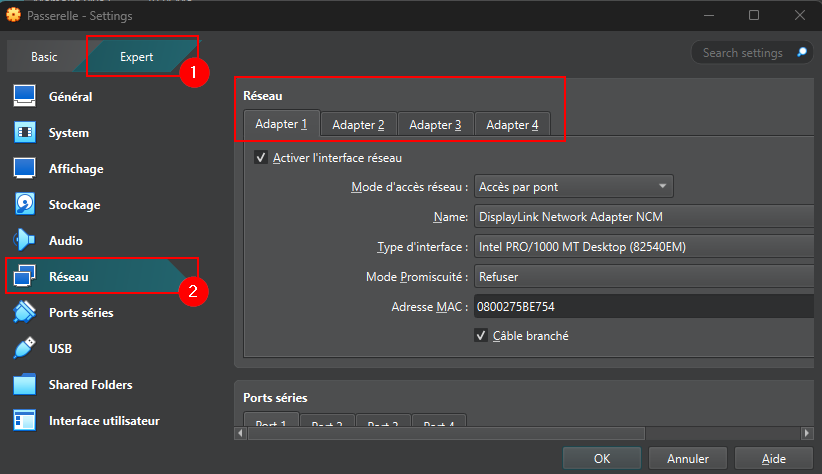 Passerelle - Settings
Basic
Expert
Search settings
1
Général
System
Affichage
Stockage
Audio
Réseau
2
Ports séries
USB
Shared Folders
Interface utilisateur
Réseau
Adapter 1
Adapter 2
Adapter 3
Adapter 4
Activer l'interface réseau
Mode d'accès réseau : Accès par pont
Name: DisplayLink Network Adapter NCM
Type d'interface : Intel PRO/1000 MT Desktop (82540EM)
Mode Promiscuité : Refuser
Adresse MAC : 0800275BE754
Câble branché
Ports séries
Port 1
Port 2
Port 3
Port 4
OK
Annuler
Aide